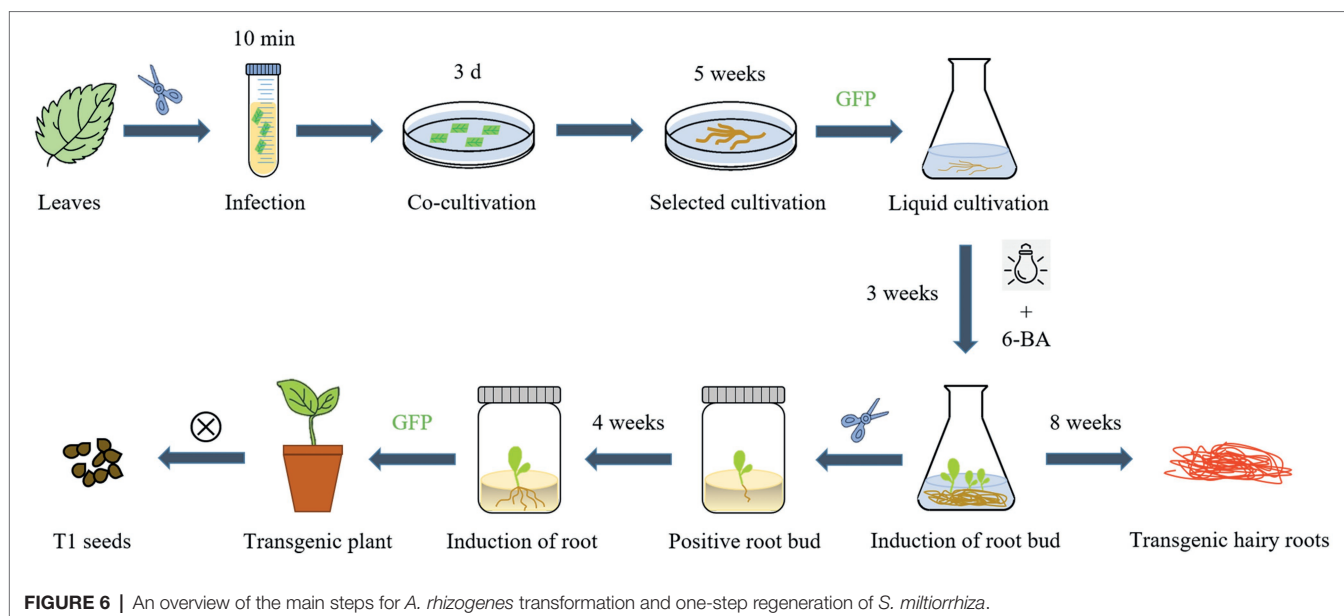 10 min
3 d
5 weeks
GFP
Leaves
Infection
Co-cultivation
Selected cultivation
Liquid cultivation
3 weeks
+
6-BA
GFP
4 weeks
8 weeks
T1 seeds
Transgenic plant
Induction of root
Positive root bud
Induction of root bud
Transgenic hairy roots
FIGURE 6 | An overview of the main steps for A. rhizogenes transformation and one-step regeneration of S. miltiorrhiza.